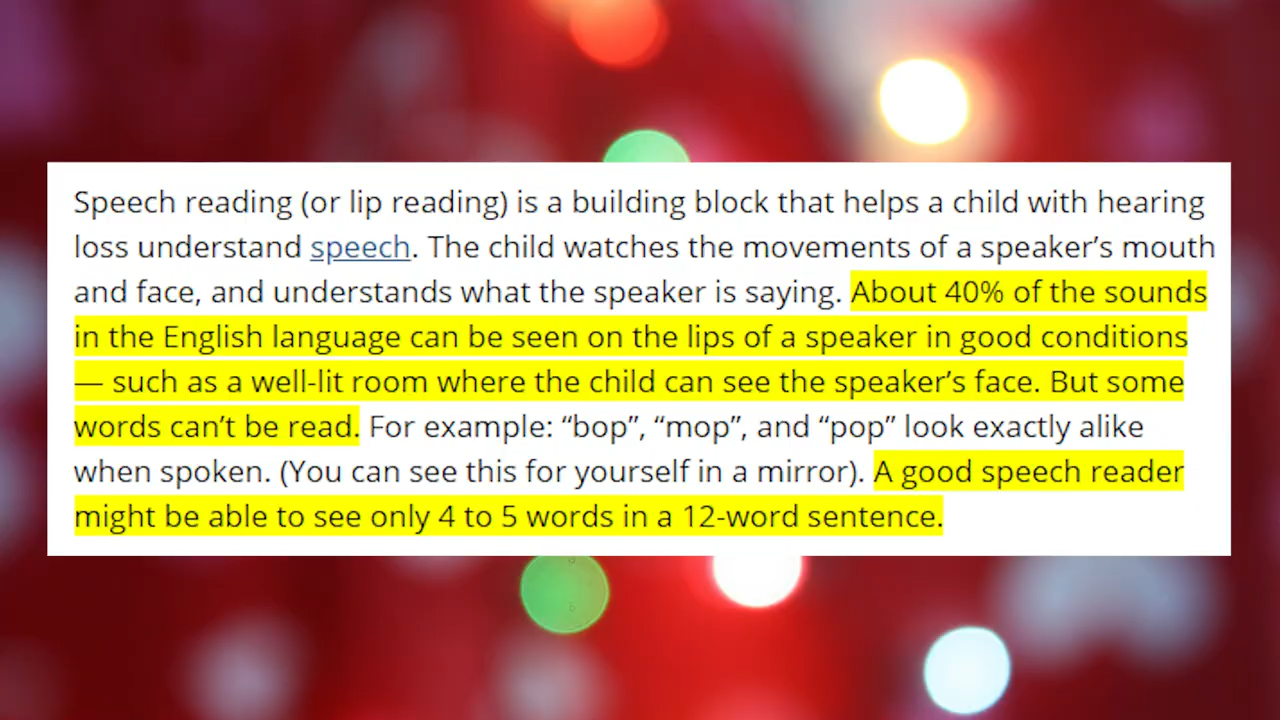 Speech reading (or lip reading) is a building block that helps a child with hearing
loss understand speech. The child watches the movements of a speaker’s mouth
and face, and understands what the speaker is saying. About 40% of the sounds
in the English language can be seen on the lips of a speaker in good conditions
— such as a well-lit room where the child can see the speaker’s face. But some
words can’t be read. For example: “bop”, “mop”, and “pop” look exactly alike
when spoken. (You can see this for yourself in a mirror). A good speech reader
might be able to see only 4 to 5 words in a 12-word sentence.